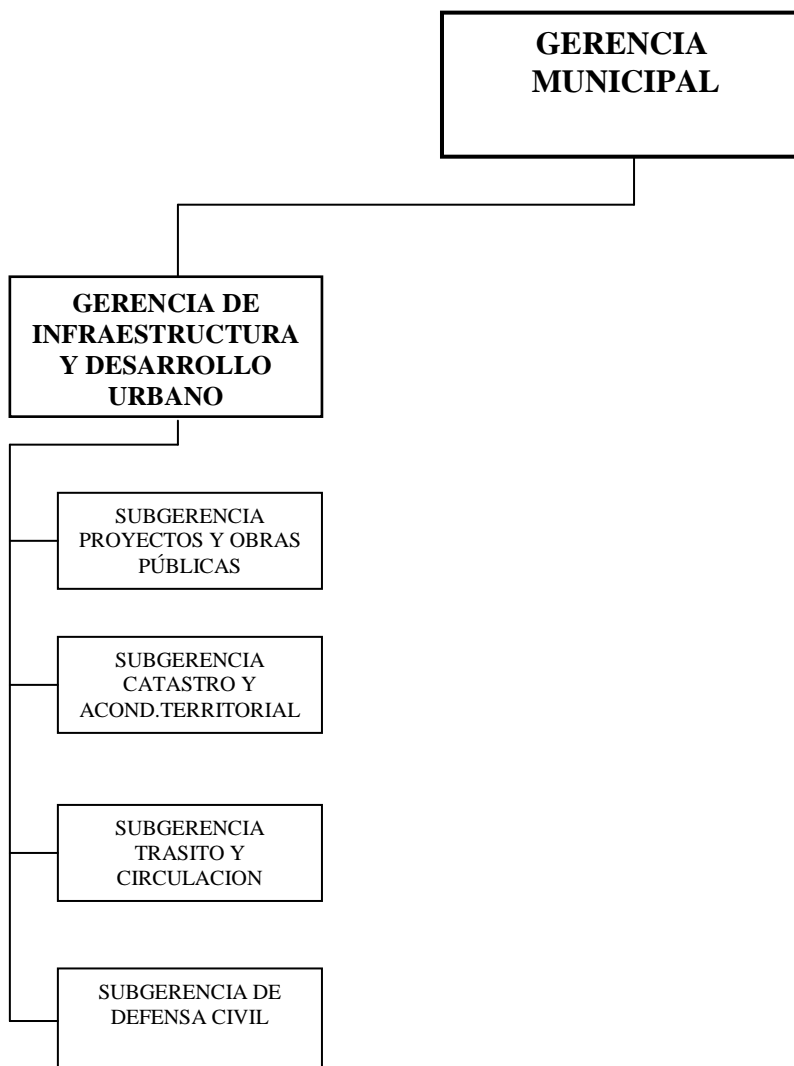 GERENCIA
MUNICIPAL
GERENCIA DE
INFRAESTRUCTURA
Y DESARROLLO
URBANO
SUBGERENCIA
PROYECTOS Y OBRAS
PÚBLICAS
SUBGERENCIA
CATASTRO Y
ACOND.TERRITORIAL
SUBGERENCIA
TRASITO Y
CIRCULACION
SUBGERENCIA DE
DEFENSA CIVIL